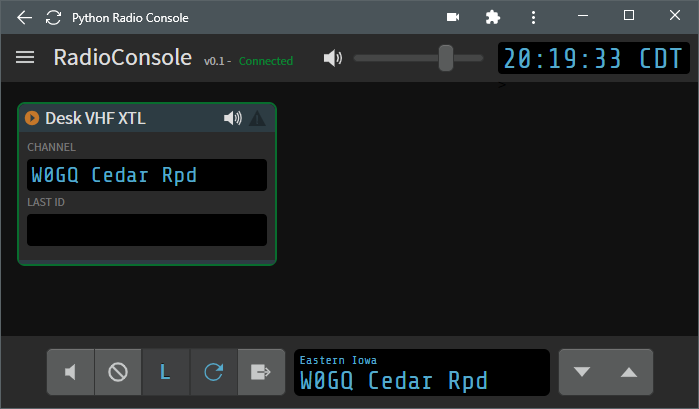 Python Radio Console
RadioConsole v0.1 - Connected
20:19:33 CDT
>
Desk VHF XTL
CHANNEL
W0GQ Cedar Rpd
LAST ID
L
Eastern Iowa
W0GQ Cedar Rpd